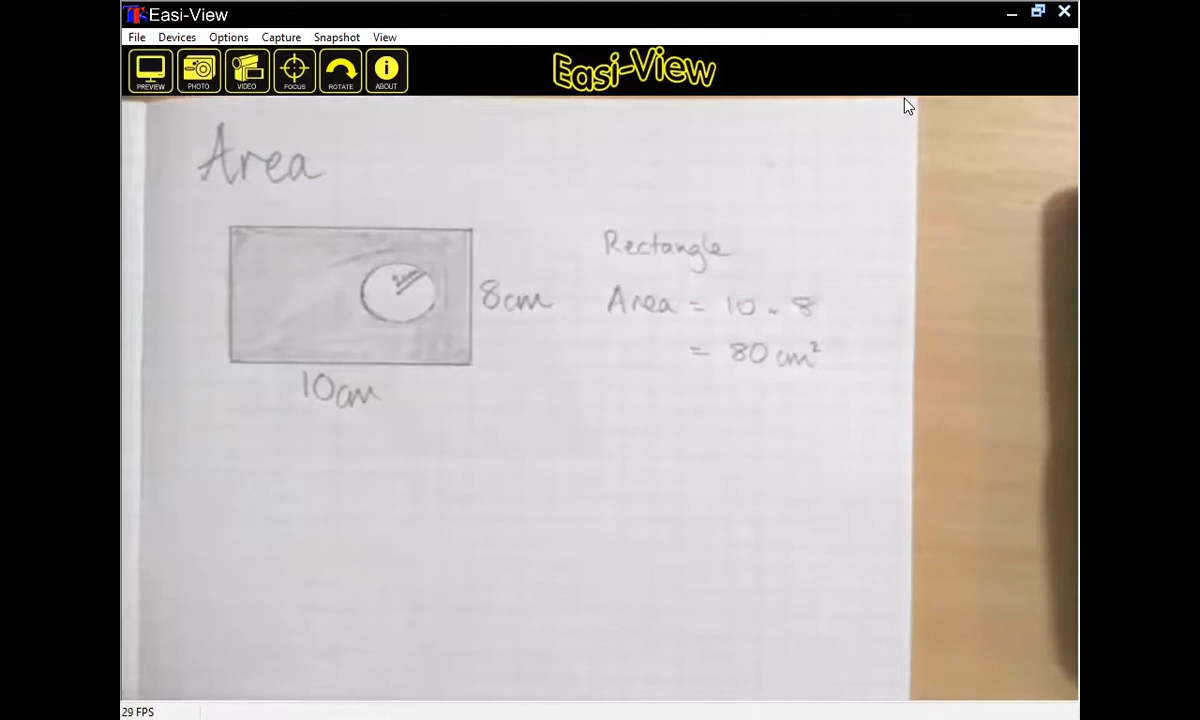 Easi-View
File Devices Options Capture Snapshot View
PREVIEW PHOTO VIDEO FOCUS ROTATE ABOUT
Easi-View
Area
2cm
8cm
10cm
Rectangle
Area = 10 × 8
= 80 cm²
29 FPS